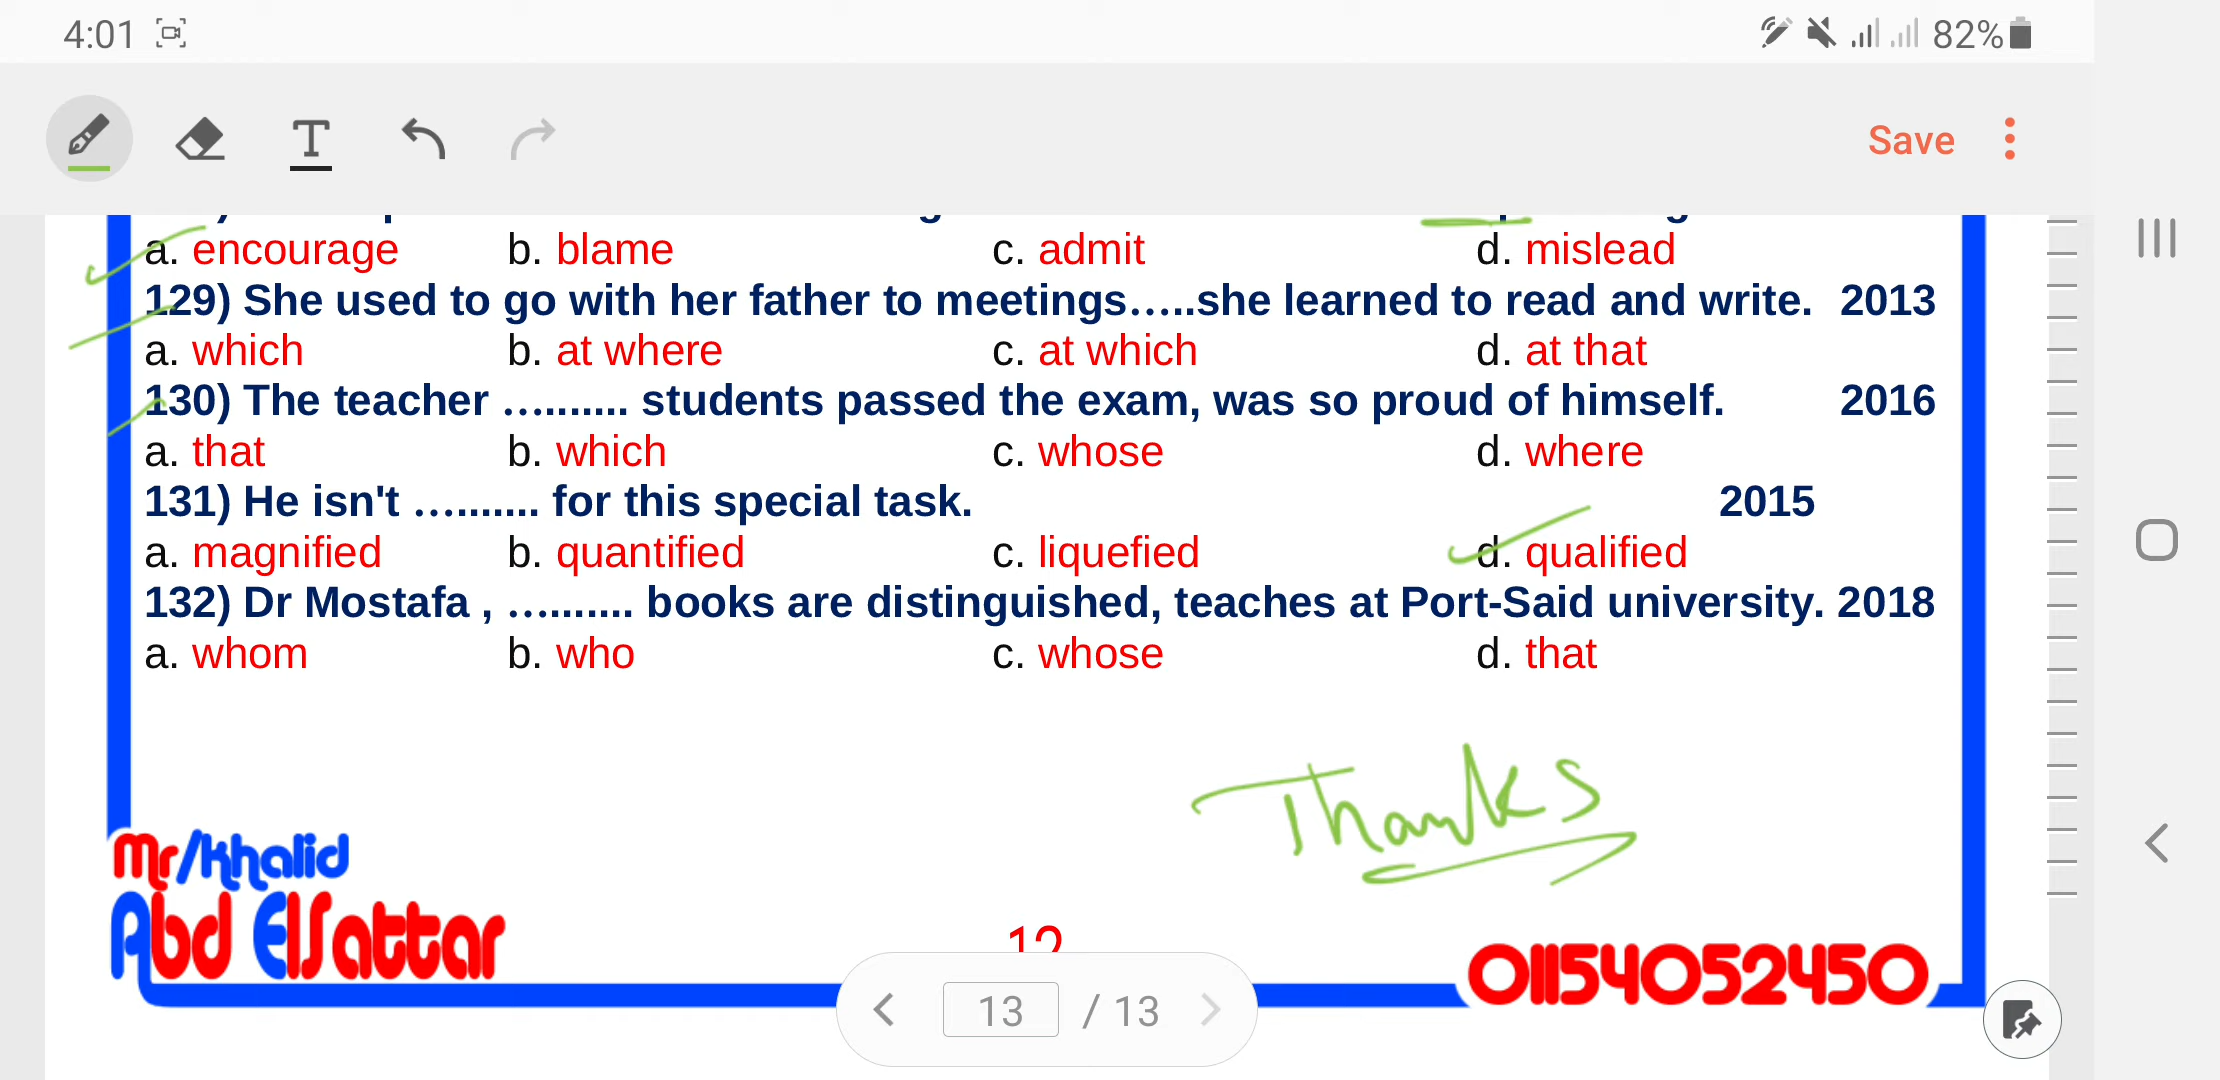 4:01 82%
Save
a. encourage b. blame c. admit d. mislead
129) She used to go with her father to meetings…..she learned to read and write. 2013
a. which b. at where c. at which d. at that
130) The teacher ….…... students passed the exam, was so proud of himself. 2016
a. that b. which c. whose d. where
131) He isn't ….…... for this special task. 2015
a. magnified b. quantified c. liquefied d. qualified
132) Dr Mostafa , ….…... books are distinguished, teaches at Port-Said university. 2018
a. whom b. who c. whose d. that
Thanks
Mr/Khalid
Abd ElSattar
12
01154052450
13 / 13